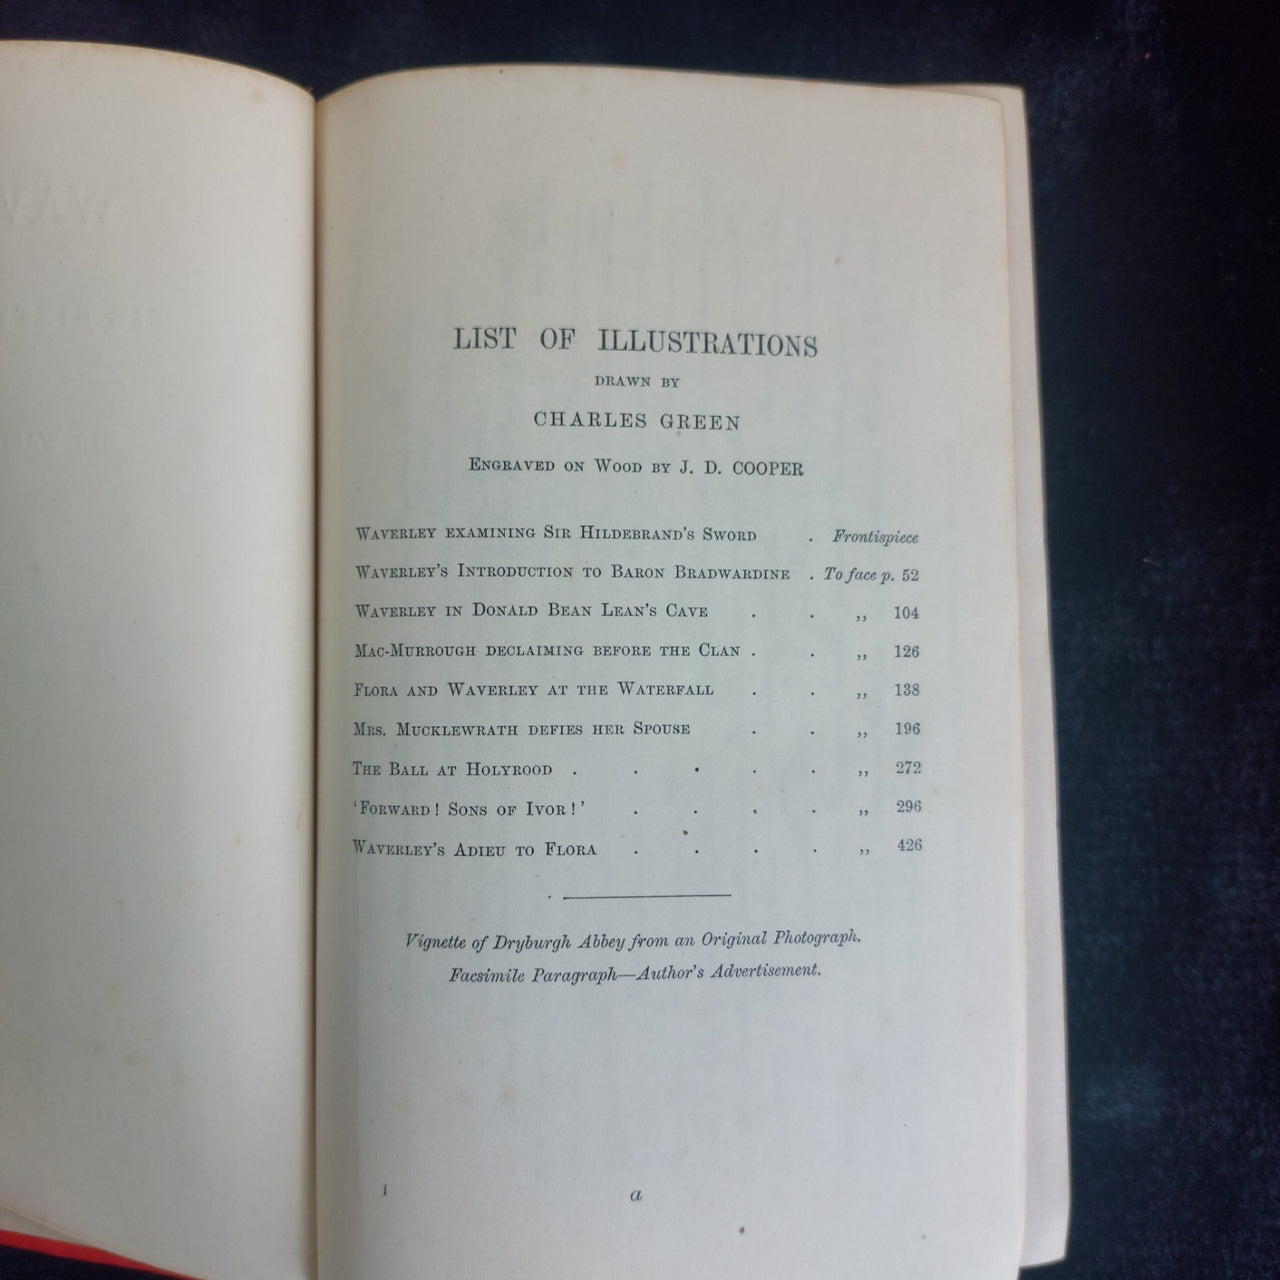 LIST OF ILLUSTRATIONS
DRAWN BY
CHARLES GREEN
ENGRAVED ON WOOD BY J. D. COOPER
WAVERLEY EXAMINING SIR HILDEBRAND'S SWORD . Frontispiece
WAVERLEY'S INTRODUCTION TO BARON BRADWARDINE . To face p. 52
WAVERLEY IN DONALD BEAN LEAN'S CAVE . . ,, 104
MAC-MURROUGH DECLAIMING BEFORE THE CLAN . . ,, 126
FLORA AND WAVERLEY AT THE WATERFALL . . ,, 138
MRS. MUCKLEWRATH DEFIES HER SPOUSE . . ,, 196
THE BALL AT HOLYROOD . . . . . ,, 272
'FORWARD! SONS OF IVOR!' . . . . ,, 296
WAVERLEY'S ADIEU TO FLORA . . . . ,, 426
Vignette of Dryburgh Abbey from an Original Photograph.
Facsimile Paragraph—Author's Advertisement.
1 a